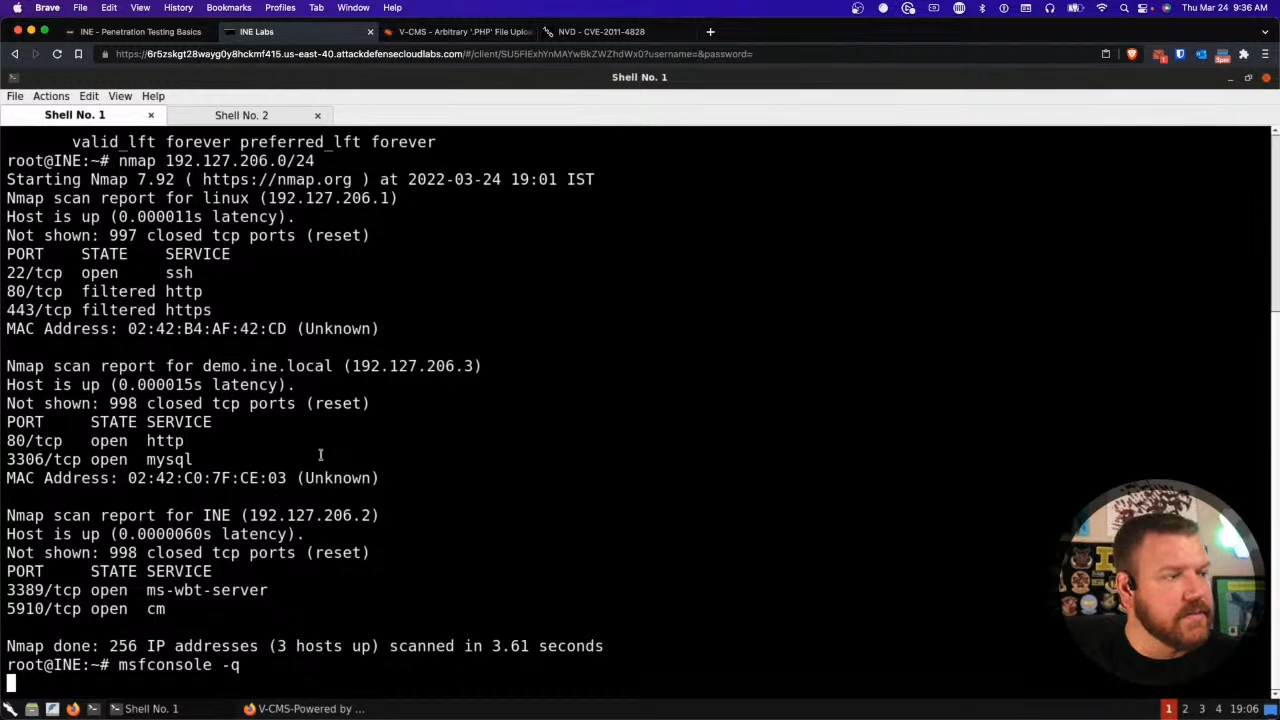 Brave File Edit View History Bookmarks Profiles Tab Window Help Thu Mar 24 9:36 AM
INE - Penetration Testing Basics INE Labs V-CMS - Arbitrary '.PHP' File Uploa NVD - CVE-2011-4828
https://6r5zskgt28wayg0y8hckmf415.us-east-40.attackdefensecloudlabs.com/#/client/SU5FIExhYnMAYwBkZWZhdWx0?username=&password=
Shell No. 1
File Actions Edit View Help
Shell No. 1 Shell No. 2
valid_lft forever preferred_lft forever
root@INE:~# nmap 192.127.206.0/24
Starting Nmap 7.92 ( https://nmap.org ) at 2022-03-24 19:01 IST
Nmap scan report for linux (192.127.206.1)
Host is up (0.000011s latency).
Not shown: 997 closed tcp ports (reset)
PORT STATE SERVICE
22/tcp open ssh
80/tcp filtered http
443/tcp filtered https
MAC Address: 02:42:B4:AF:42:CD (Unknown)
Nmap scan report for demo.ine.local (192.127.206.3)
Host is up (0.000015s latency).
Not shown: 998 closed tcp ports (reset)
PORT STATE SERVICE
80/tcp open http
3306/tcp open mysql
MAC Address: 02:42:C0:7F:CE:03 (Unknown)
Nmap scan report for INE (192.127.206.2)
Host is up (0.0000060s latency).
Not shown: 998 closed tcp ports (reset)
PORT STATE SERVICE
3389/tcp open ms-wbt-server
5910/tcp open cm
Nmap done: 256 IP addresses (3 hosts up) scanned in 3.61 seconds
root@INE:~# msfconsole -q
Shell No. 1 V-CMS-Powered by ... 1 2 3 4 19:06